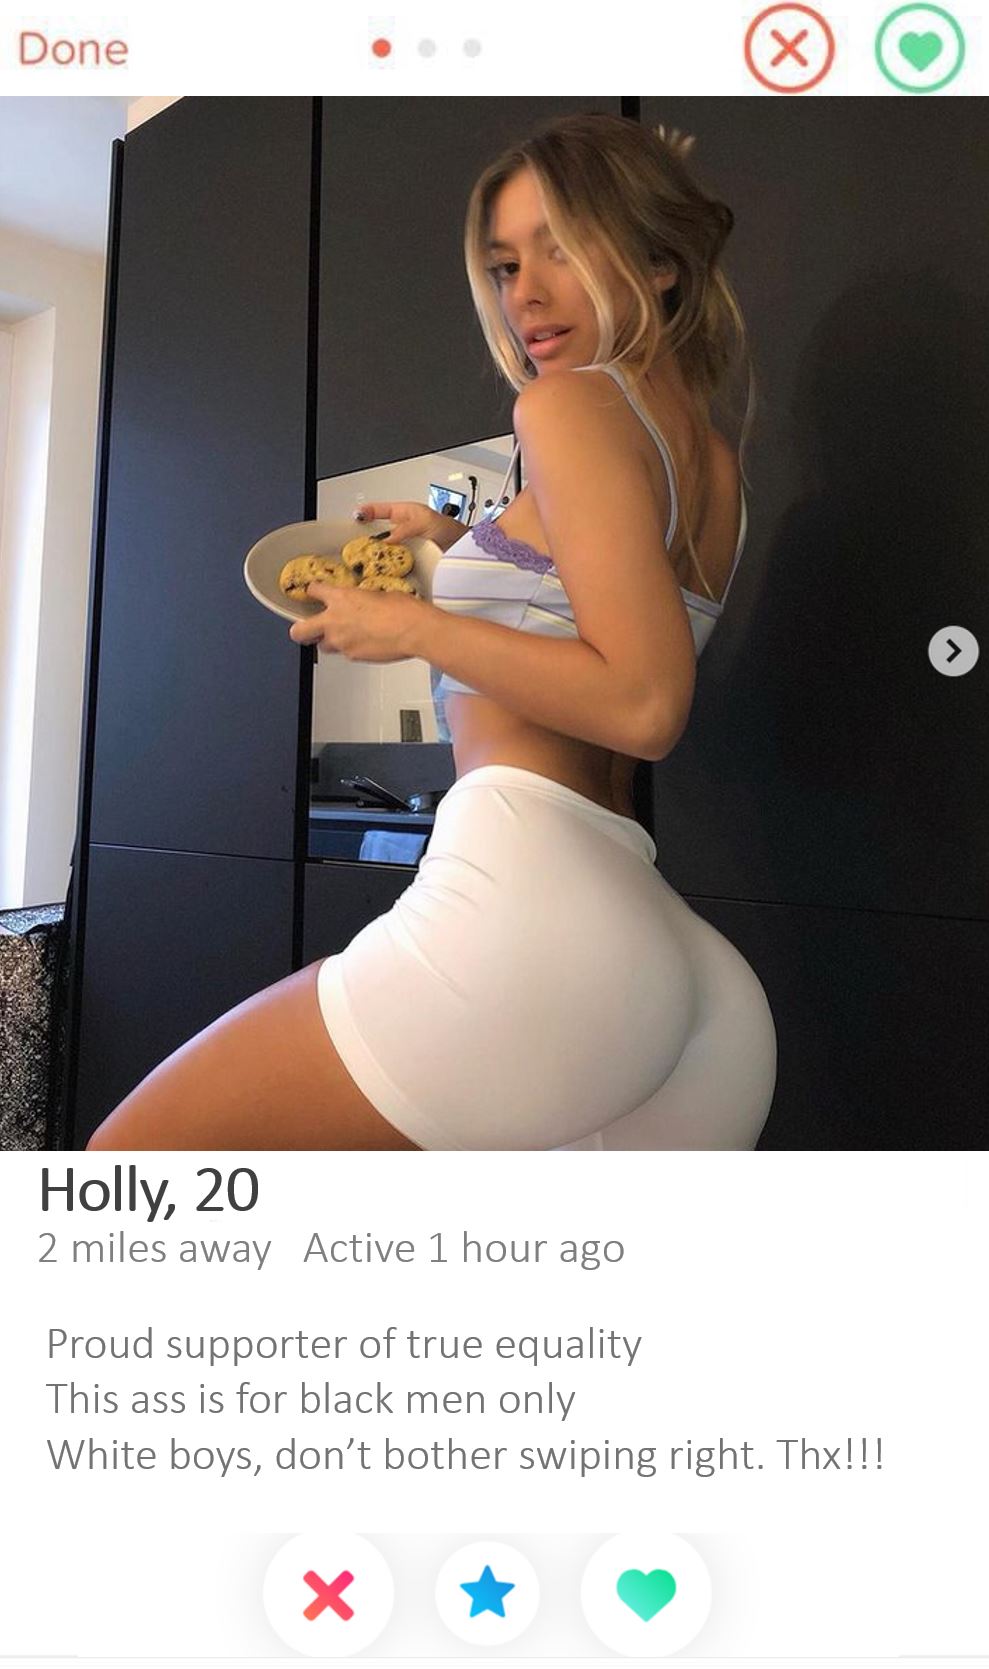 Done
Holly, 20
2 miles away Active 1 hour ago
Proud supporter of true equality
This ass is for black men only
White boys, don’t bother swiping right. Thx!!!